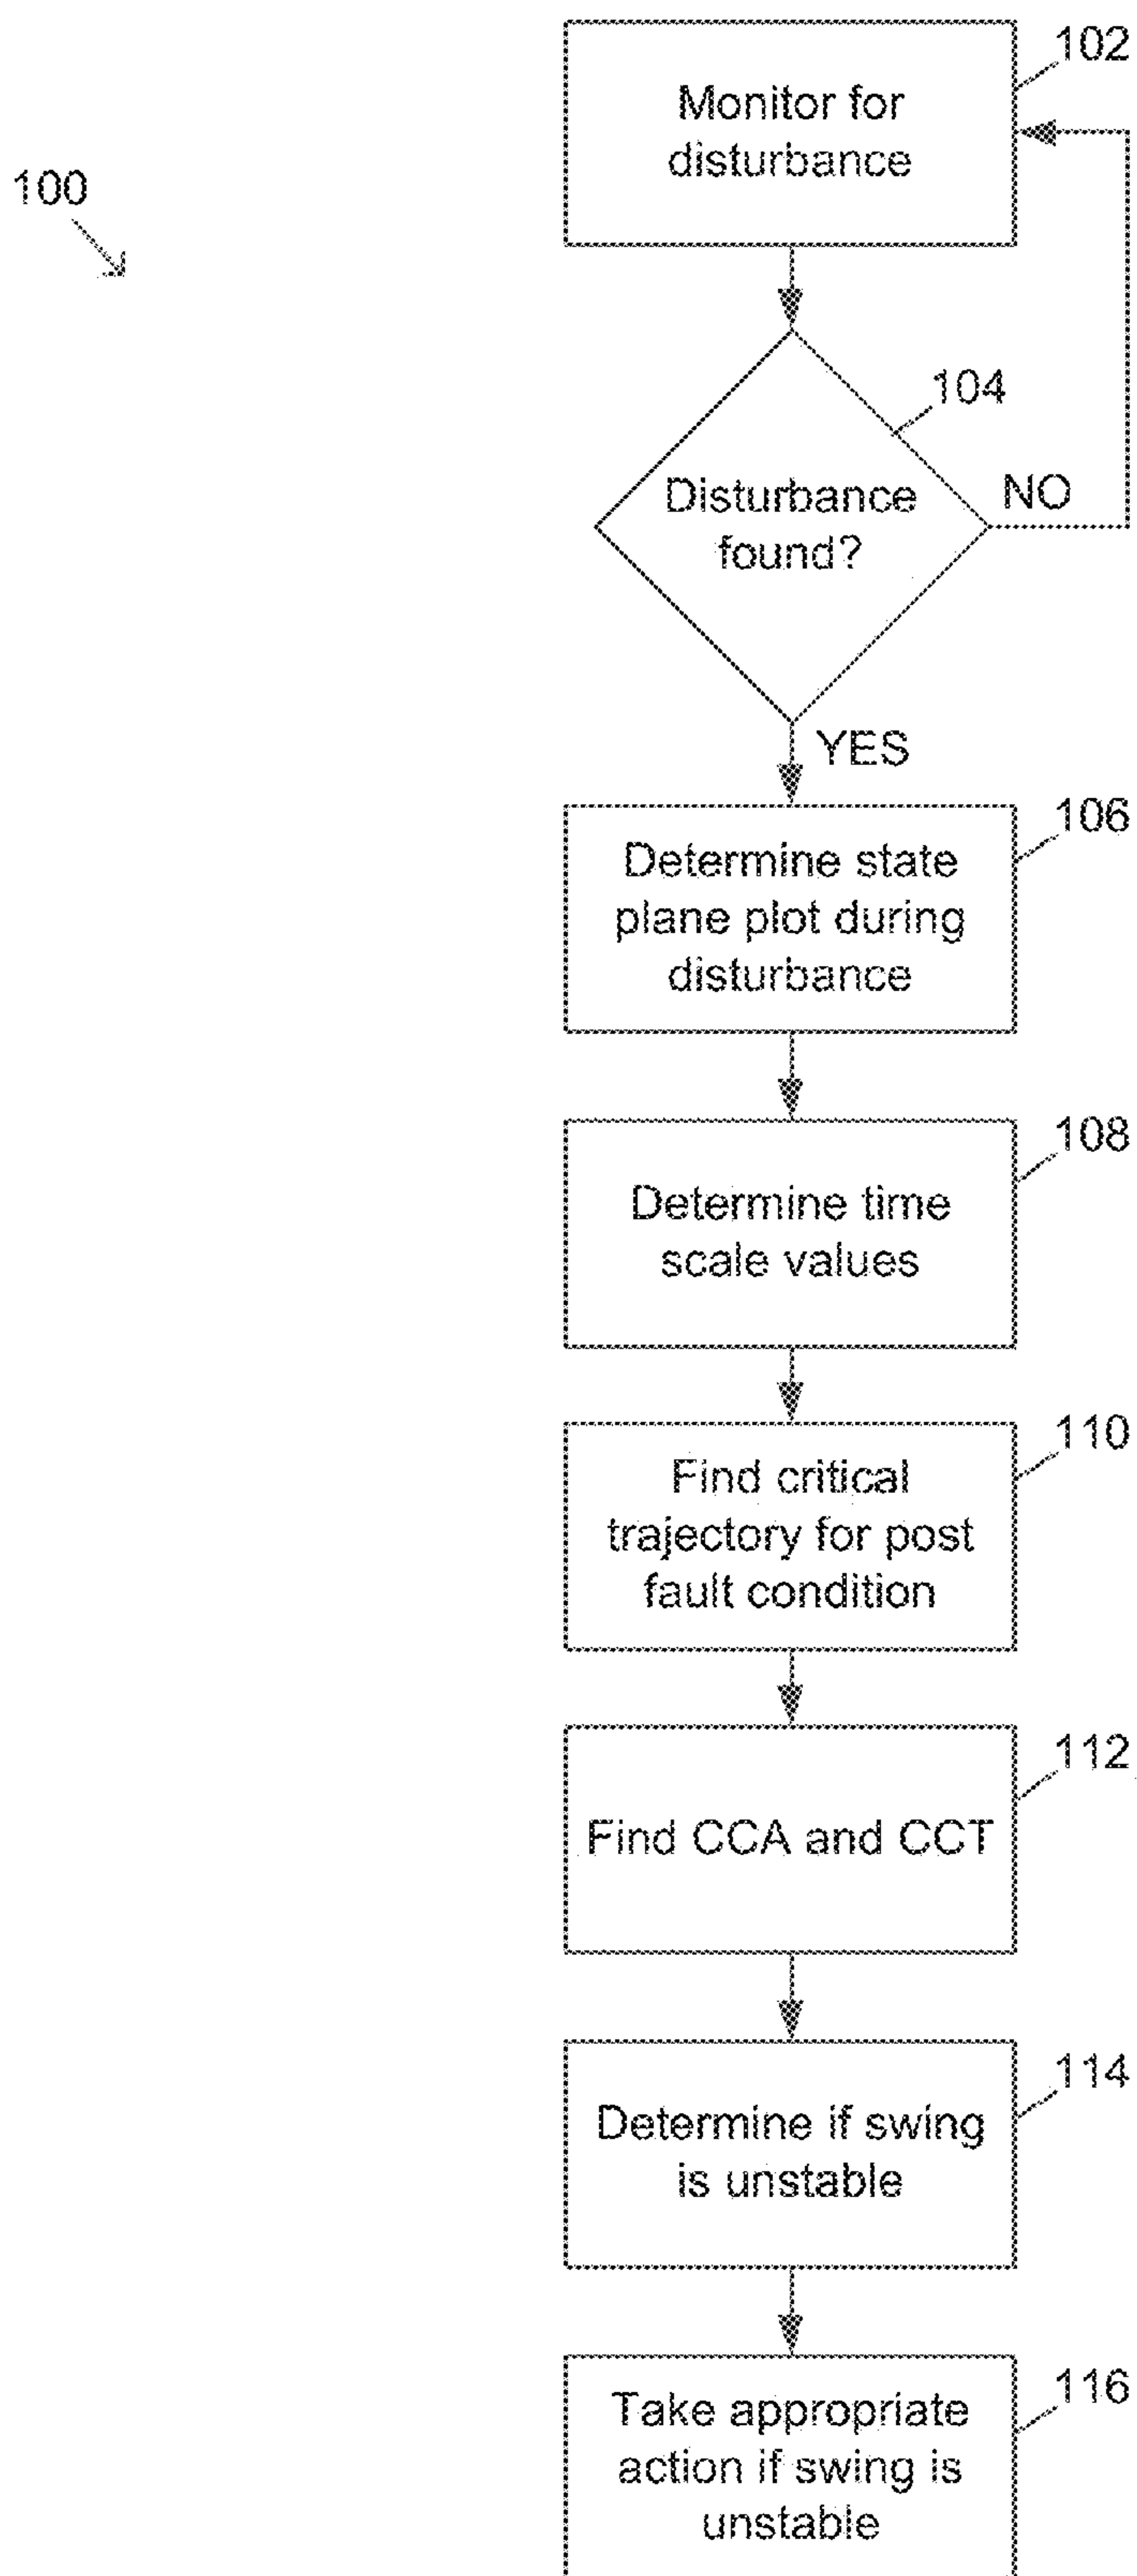 102
Monitor for
disturbance
100
104
Disturbance
found?
NO
YES
106
Determine state
plane plot during
disturbance
108
Determine time
scale values
110
Find critical
trajectory for post
fault condition
112
Find CCA and CCT
114
Determine if swing
is unstable
116
Take appropriate
action if swing is
unstable